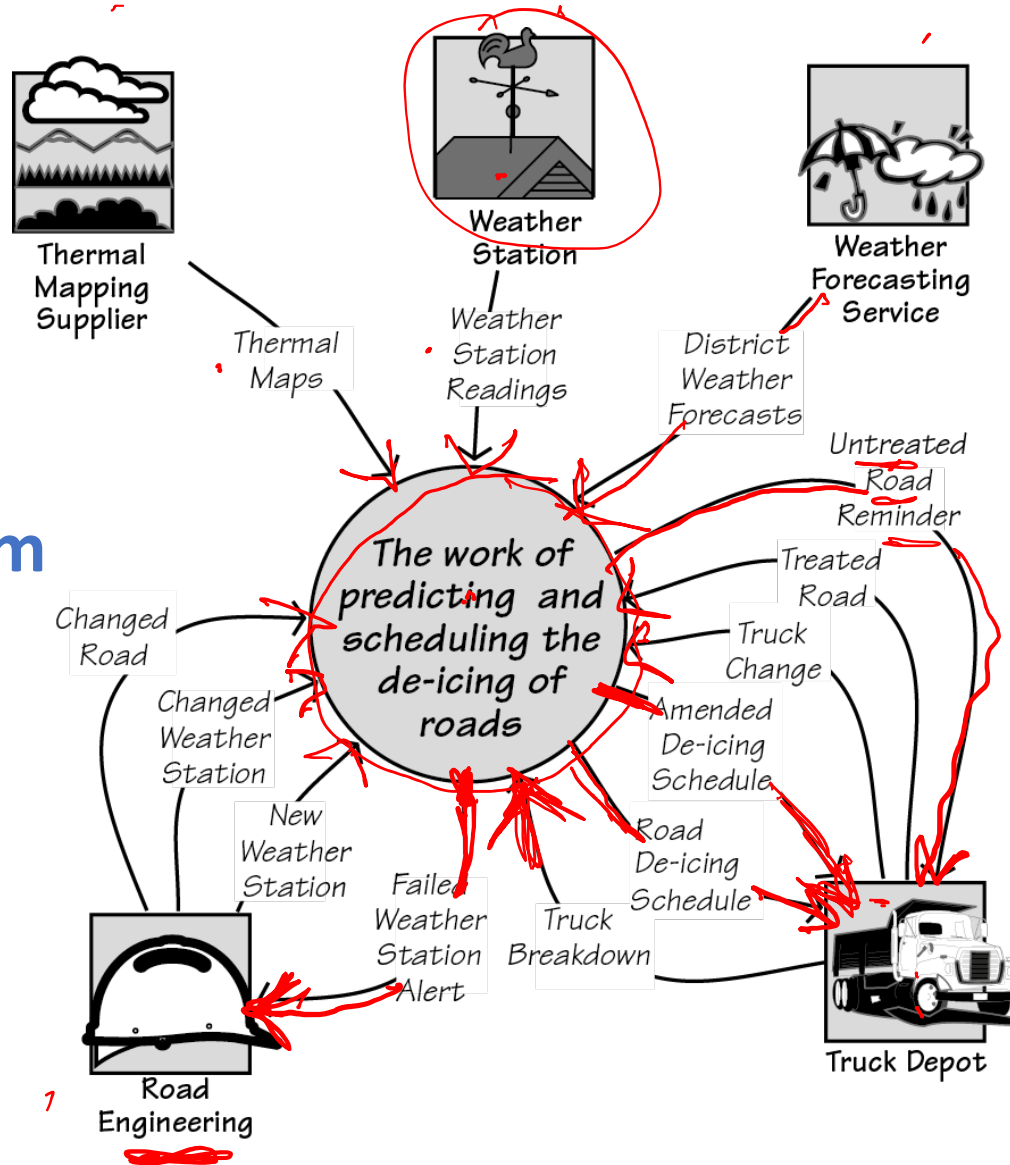 Thermal
Mapping
Supplier
Weather
Station
Weather
Forecasting
Service
Thermal
Maps
Weather
Station
Readings
District
Weather
Forecasts
Untreated
Road
Reminder
Treated
Road
Truck
Change
Amended
De-icing
Schedule
Road
De-icing
Schedule
Truck
Breakdown
Failed
Weather
Station
Alert
New
Weather
Station
Changed
Weather
Station
Changed
Road
m
The work of
predicting and
scheduling the
de-icing of
roads
Road
Engineering
Truck Depot